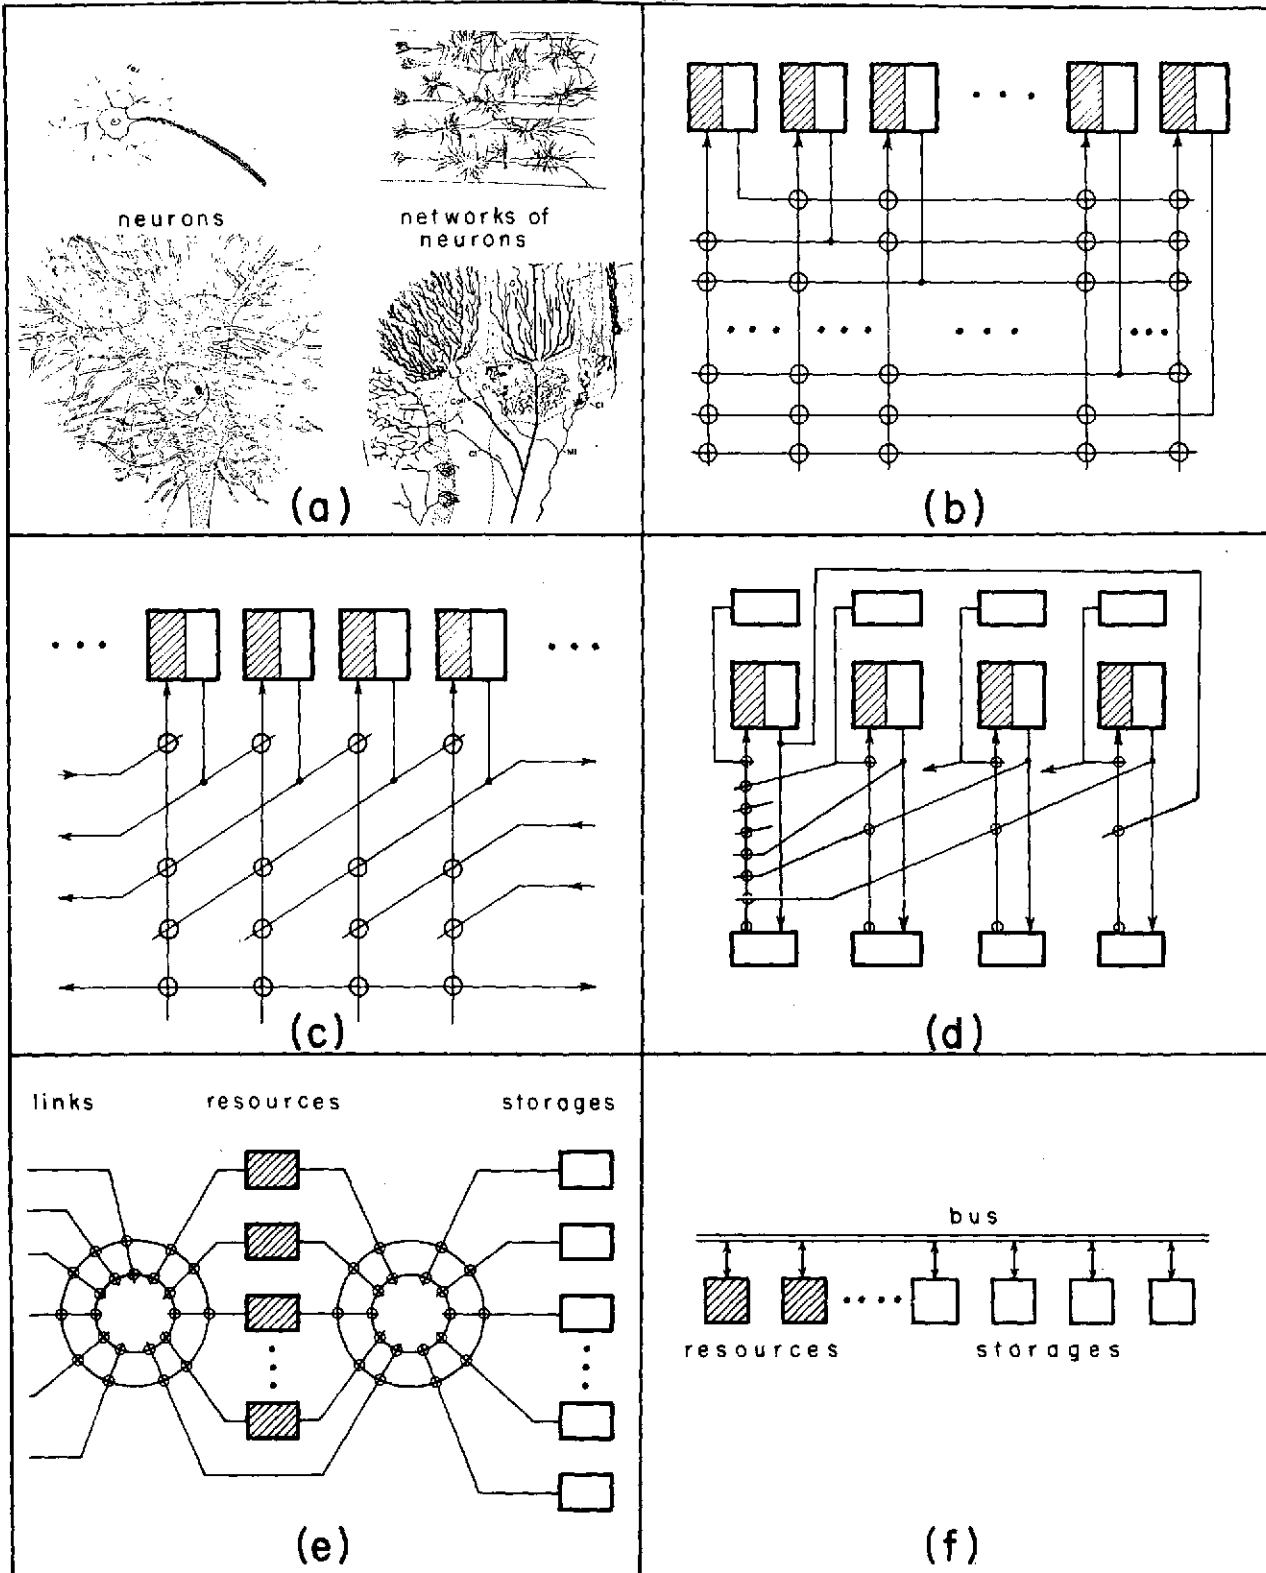 neurons
networks of
neurons
(a)
(b)
(c)
(d)
links resources storages
(e)
bus
resources storages
(f)